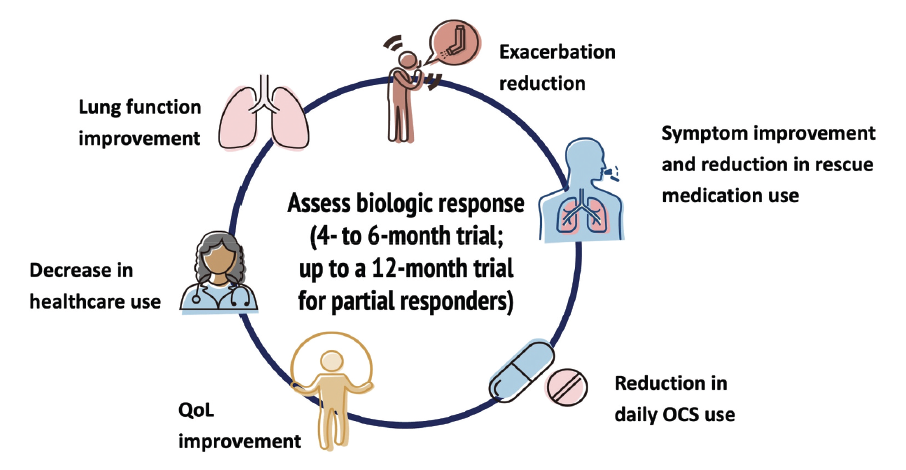 Exacerbation
reduction
Lung function
improvement
Symptom improvement
and reduction in rescue
medication use
Assess biologic response
(4- to 6-month trial;
up to a 12-month trial
for partial responders)
Decrease in
healthcare use
Reduction in
daily OCS use
QoL
improvement